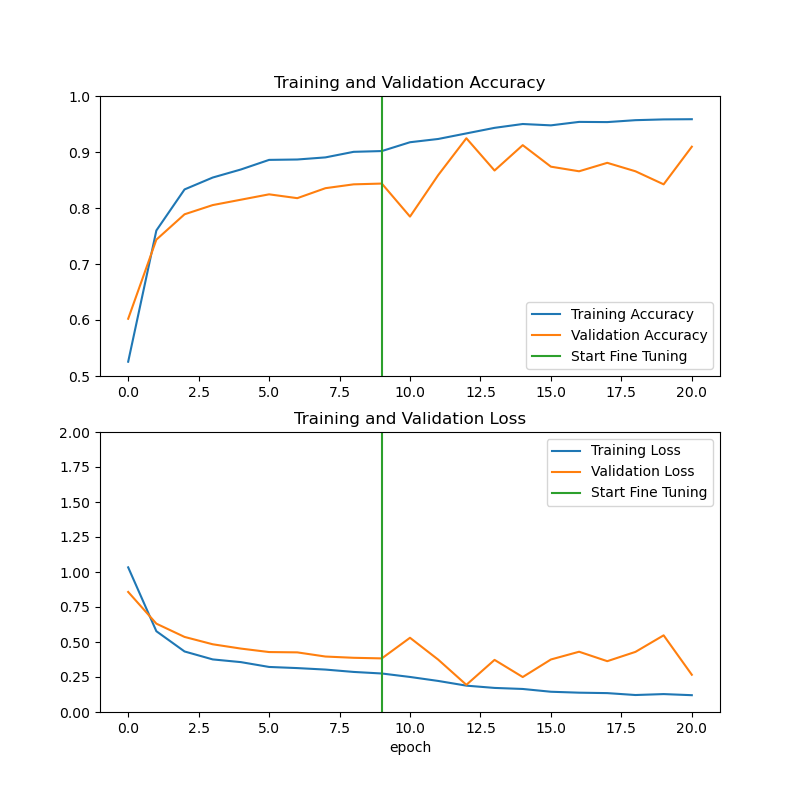 Training and Validation Accuracy
1.0
0.9
0.8
0.7
0.6
0.5
Training Accuracy
Validation Accuracy
Start Fine Tuning
0.0 2.5 5.0 7.5 10.0 12.5 15.0 17.5 20.0
Training and Validation Loss
2.00
1.75
1.50
1.25
1.00
0.75
0.50
0.25
0.00
Training Loss
Validation Loss
Start Fine Tuning
0.0 2.5 5.0 7.5 10.0 12.5 15.0 17.5 20.0
epoch